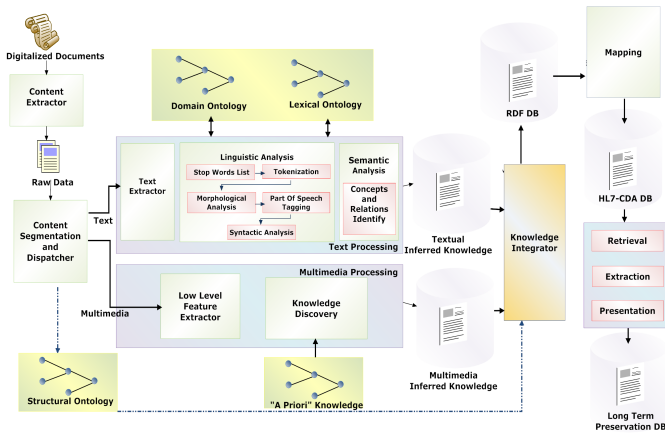 Digitalized Documents
Content
Extractor
Raw Data
Content
Segmentation
and
Dispatcher
Text
Multimedia
Structural Ontology
Domain Ontology
Lexical Ontology
Text
Extractor
Linguistic Analysis
Stop Words List
Tokenization
Morphological
Analysis
Part Of Speech
Tagging
Syntactic Analysis
Semantic
Analysis
Concepts
and
Relations
Identify
Text Processing
Multimedia Processing
Low Level
Feature
Extractor
Knowledge
Discovery
"A Priori" Knowledge
Textual
Inferred Knowledge
Multimedia
Inferred Knowledge
Knowledge
Integrator
RDF DB
Mapping
HL7-CDA DB
Retrieval
Extraction
Presentation
Long Term
Preservation DB